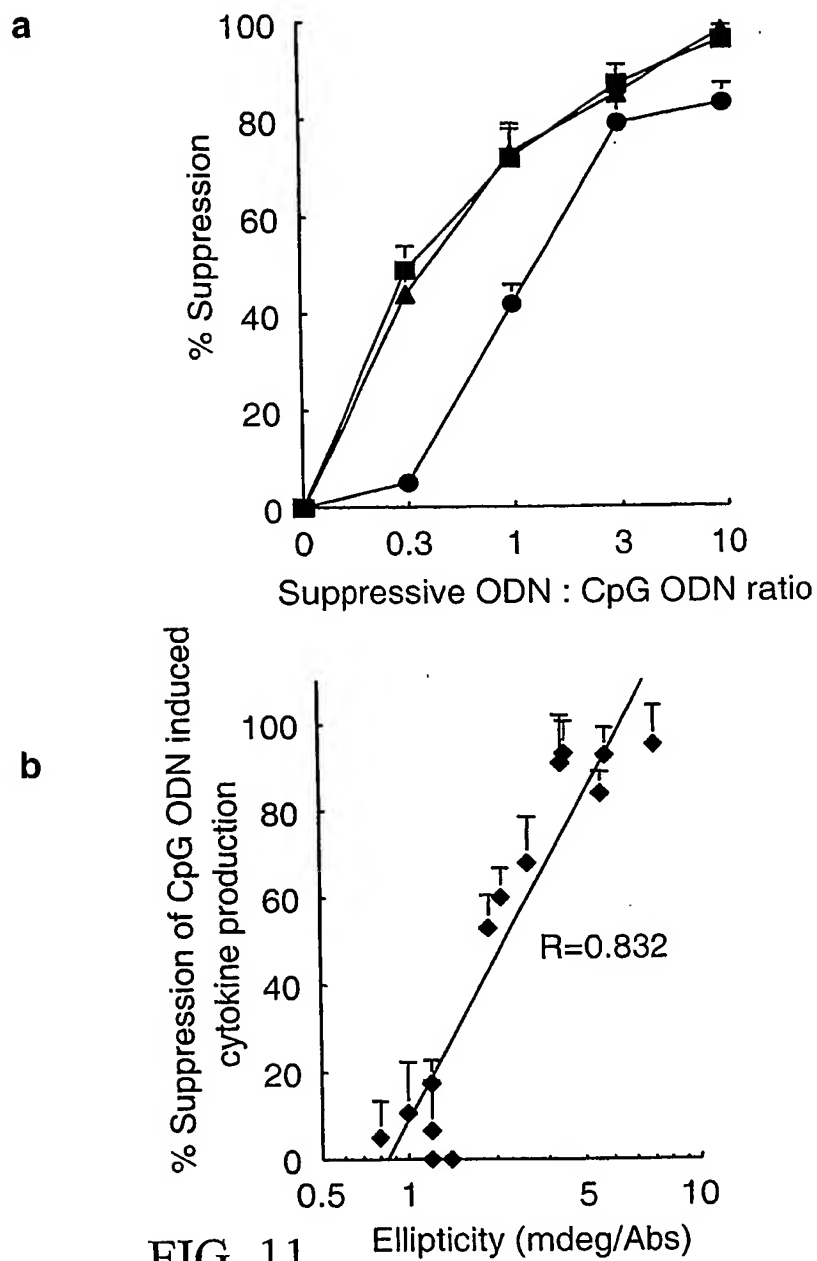 a
100
80
60
40
20
0
% Suppression
0 0.3 1 3 10
Suppressive ODN : CpG ODN ratio
b
% Suppression of CpG ODN induced
cytokine production
100
80
60
40
20
0
R=0.832
0.5 1 5 10
Ellipticity (mdeg/Abs)
FIG. 11